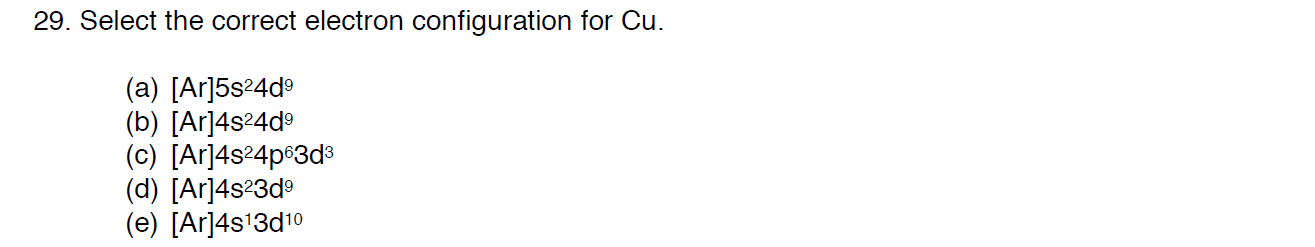 29. Select the correct electron configuration for Cu.
(a) [Ar]5s²4d⁹
(b) [Ar]4s²4d⁹
(c) [Ar]4s²4p⁶3d³
(d) [Ar]4s²3d⁹
(e) [Ar]4s¹3d¹⁰